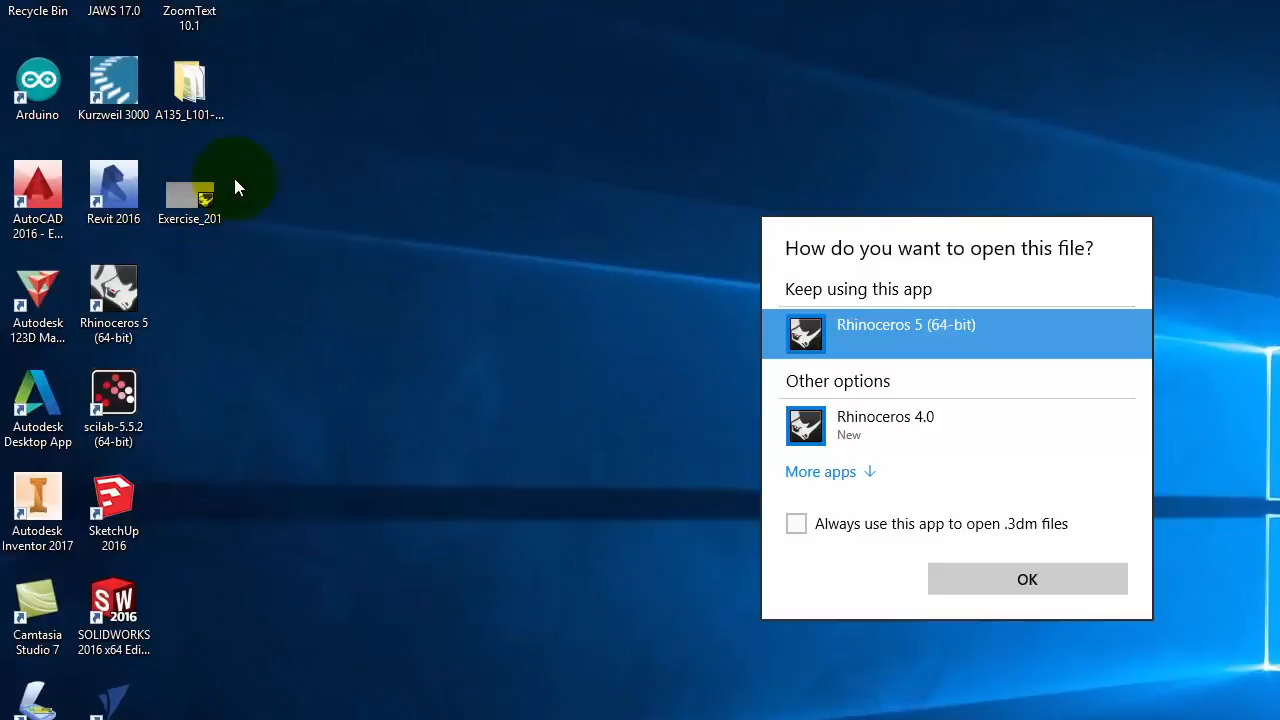 Recycle Bin
JAWS 17.0
ZoomText
10.1
Arduino
Kurzweil 3000
A135_L101-...
AutoCAD
2016 - E...
Revit 2016
Exercise_201
Autodesk
123D Ma...
Rhinoceros 5
(64-bit)
Autodesk
Desktop App
scilab-5.5.2
(64-bit)
Autodesk
Inventor 2017
SketchUp
2016
Camtasia
Studio 7
SW
2016
SOLIDWORKS
2016 x64 Edi...
How do you want to open this file?
Keep using this app
Rhinoceros 5 (64-bit)
Other options
Rhinoceros 4.0
New
More apps
Always use this app to open .3dm files
OK